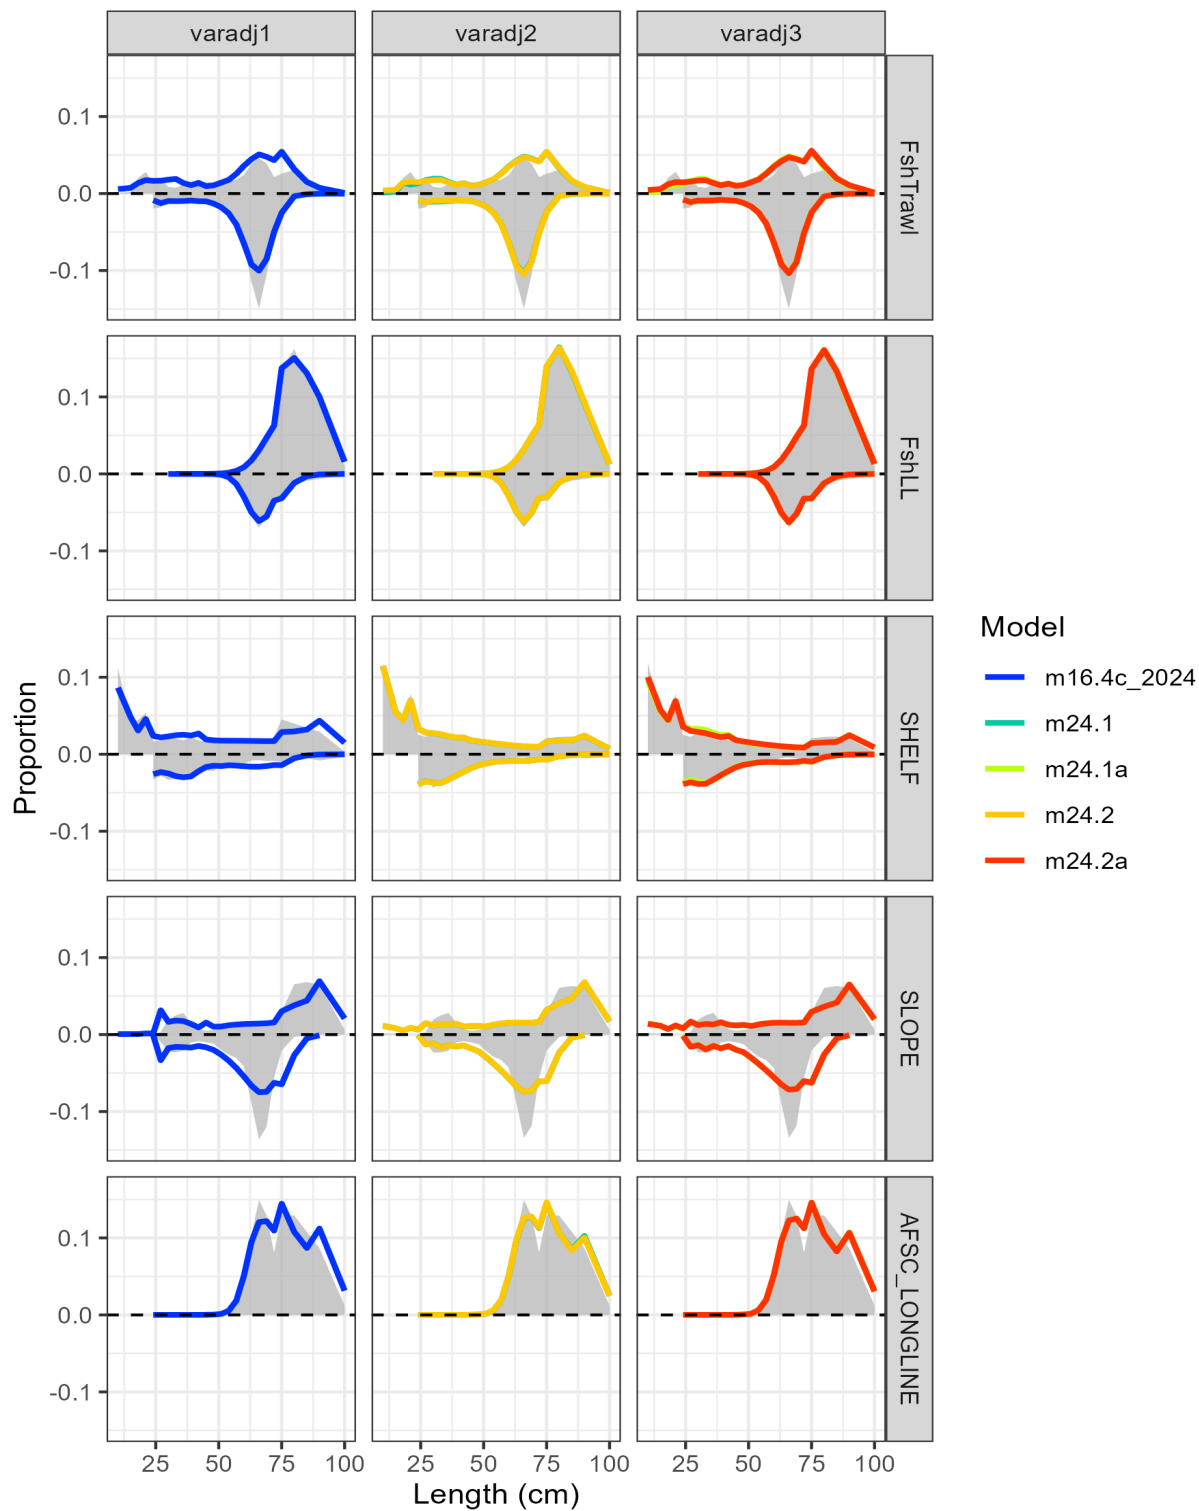 varadj1 varadj2 varadj3
0.1
0.0
-0.1
FshTrawl
0.1
0.0
-0.1
FshLL
0.1
0.0
-0.1
SHELF
0.1
0.0
-0.1
SLOPE
0.1
0.0
-0.1
AFSC_LONGLINE
25 50 75 100 25 50 75 100 25 50 75 100
Length (cm)
Proportion
Model
m16.4c_2024
m24.1
m24.1a
m24.2
m24.2a